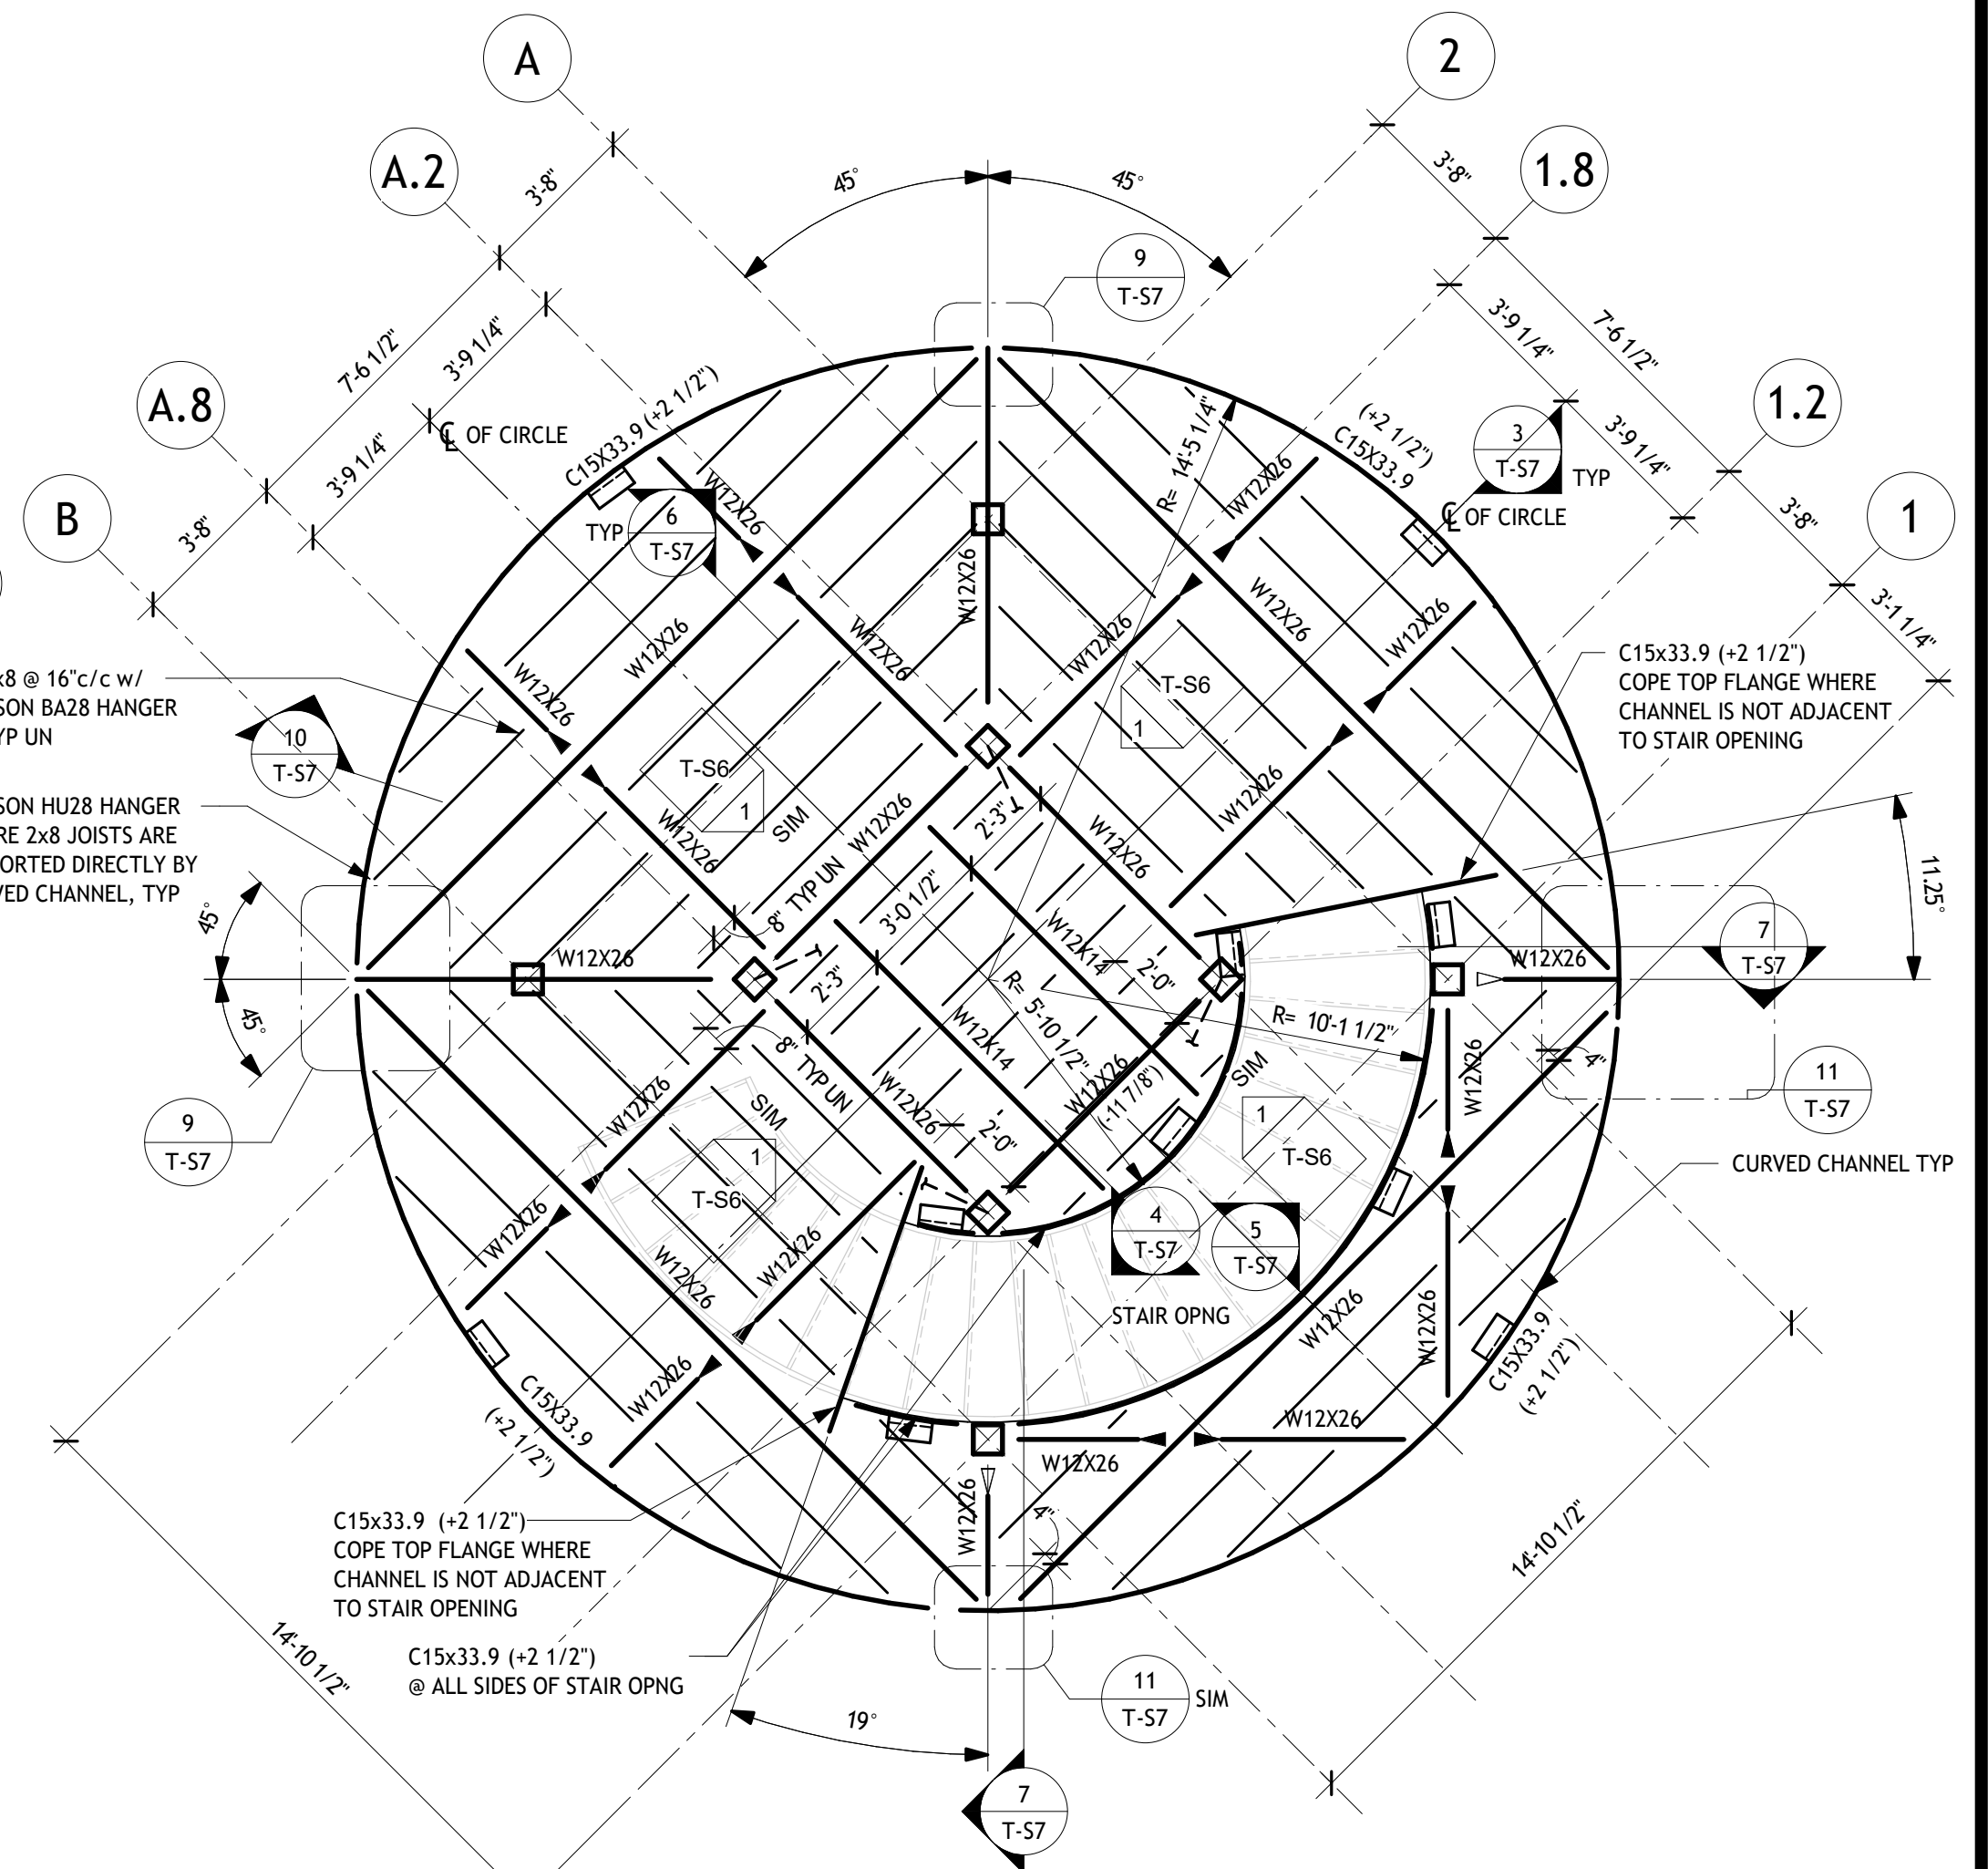 A
2
A.2
1.8
3'-8"
3'-8"
45°
45°
9
T-S7
7'-6 1/2"
3'-9 1/4"
3'-9 1/4"
7'-6 1/2"
A.8
1.2
℄ OF CIRCLE
C15X33.9 (+2 1/2")
R= 14'-5 1/4"
(+2 1/2")
C15X33.9
3
T-S7
TYP
3'-9 1/4"
3'-9 1/4"
B
1
℄ OF CIRCLE
3'-8"
3'-8"
TYP
6
T-S7
W12X26
W12X26
W12X26
W12X26
W12X26
W12X26
W12X26
W12X26
3'-1 1/4"
x8 @ 16"c/c w/
SON BA28 HANGER
YP UN
C15x33.9 (+2 1/2")
COPE TOP FLANGE WHERE
CHANNEL IS NOT ADJACENT
TO STAIR OPENING
T-S6
1
W12X26
10
T-S7
T-S6
1
SIM
SON HU28 HANGER
RE 2x8 JOISTS ARE
ORTED DIRECTLY BY
VED CHANNEL, TYP
W12X26
W12X26
2'-3"
W12X26
W12X26
8" TYP UN
3'-0 1/2"
11.25°
45°
W12X26
2'-3"
W12X14
2'-0"
W12X26
7
T-S7
45°
R= 5-10 1/2"
R= 10'-1 1/2"
8" TYP UN
W12X14
W12X26
(-11 7/8")
SIM
W12X26
4"
11
T-S7
9
T-S7
W12X26
SIM
W12X26
2'-0"
1
T-S6
1
T-S6
CURVED CHANNEL TYP
4
T-S7
5
T-S7
W12X26
W12X26
W12X26
STAIR OPNG
W12X26
W12X26
C15X33.9
(+2 1/2")
W12X26
C15X33.9
(+2 1/2")
W12X26
W12X26
W12X26
4"
C15x33.9 (+2 1/2")
COPE TOP FLANGE WHERE
CHANNEL IS NOT ADJACENT
TO STAIR OPENING
14'-10 1/2"
14'-10 1/2"
C15x33.9 (+2 1/2")
@ ALL SIDES OF STAIR OPNG
11
T-S7
SIM
19°
7
T-S7